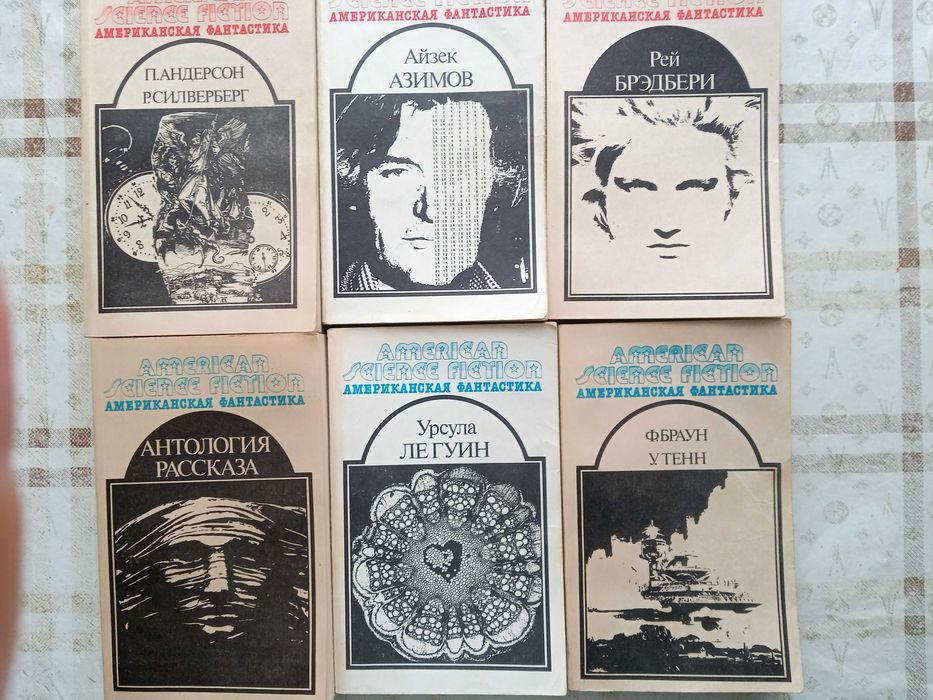 AMERICAN
SCIENCE FICTION
АМЕРИКАНСКАЯ ФАНТАСТИКА
П.АНДЕРСОН
Р.СИЛВЕРБЕРГ
SCIENCE FICTION
АМЕРИКАНСКАЯ ФАНТАСТИКА
Айзек
АЗИМОВ
SCIENCE FICTION
АМЕРИКАНСКАЯ ФАНТАСТИКА
Рей
БРЭДБЕРИ
AMERICAN
SCIENCE FICTION
АМЕРИКАНСКАЯ ФАНТАСТИКА
АНТОЛОГИЯ
РАССКАЗА
AMERICAN
SCIENCE FICTION
АМЕРИКАНСКАЯ ФАНТАСТИКА
Урсула
ЛЕ ГУИН
AMERICAN
SCIENCE FICTION
АМЕРИКАНСКАЯ ФАНТАСТИКА
Ф.БРАУН
У.ТЕНН